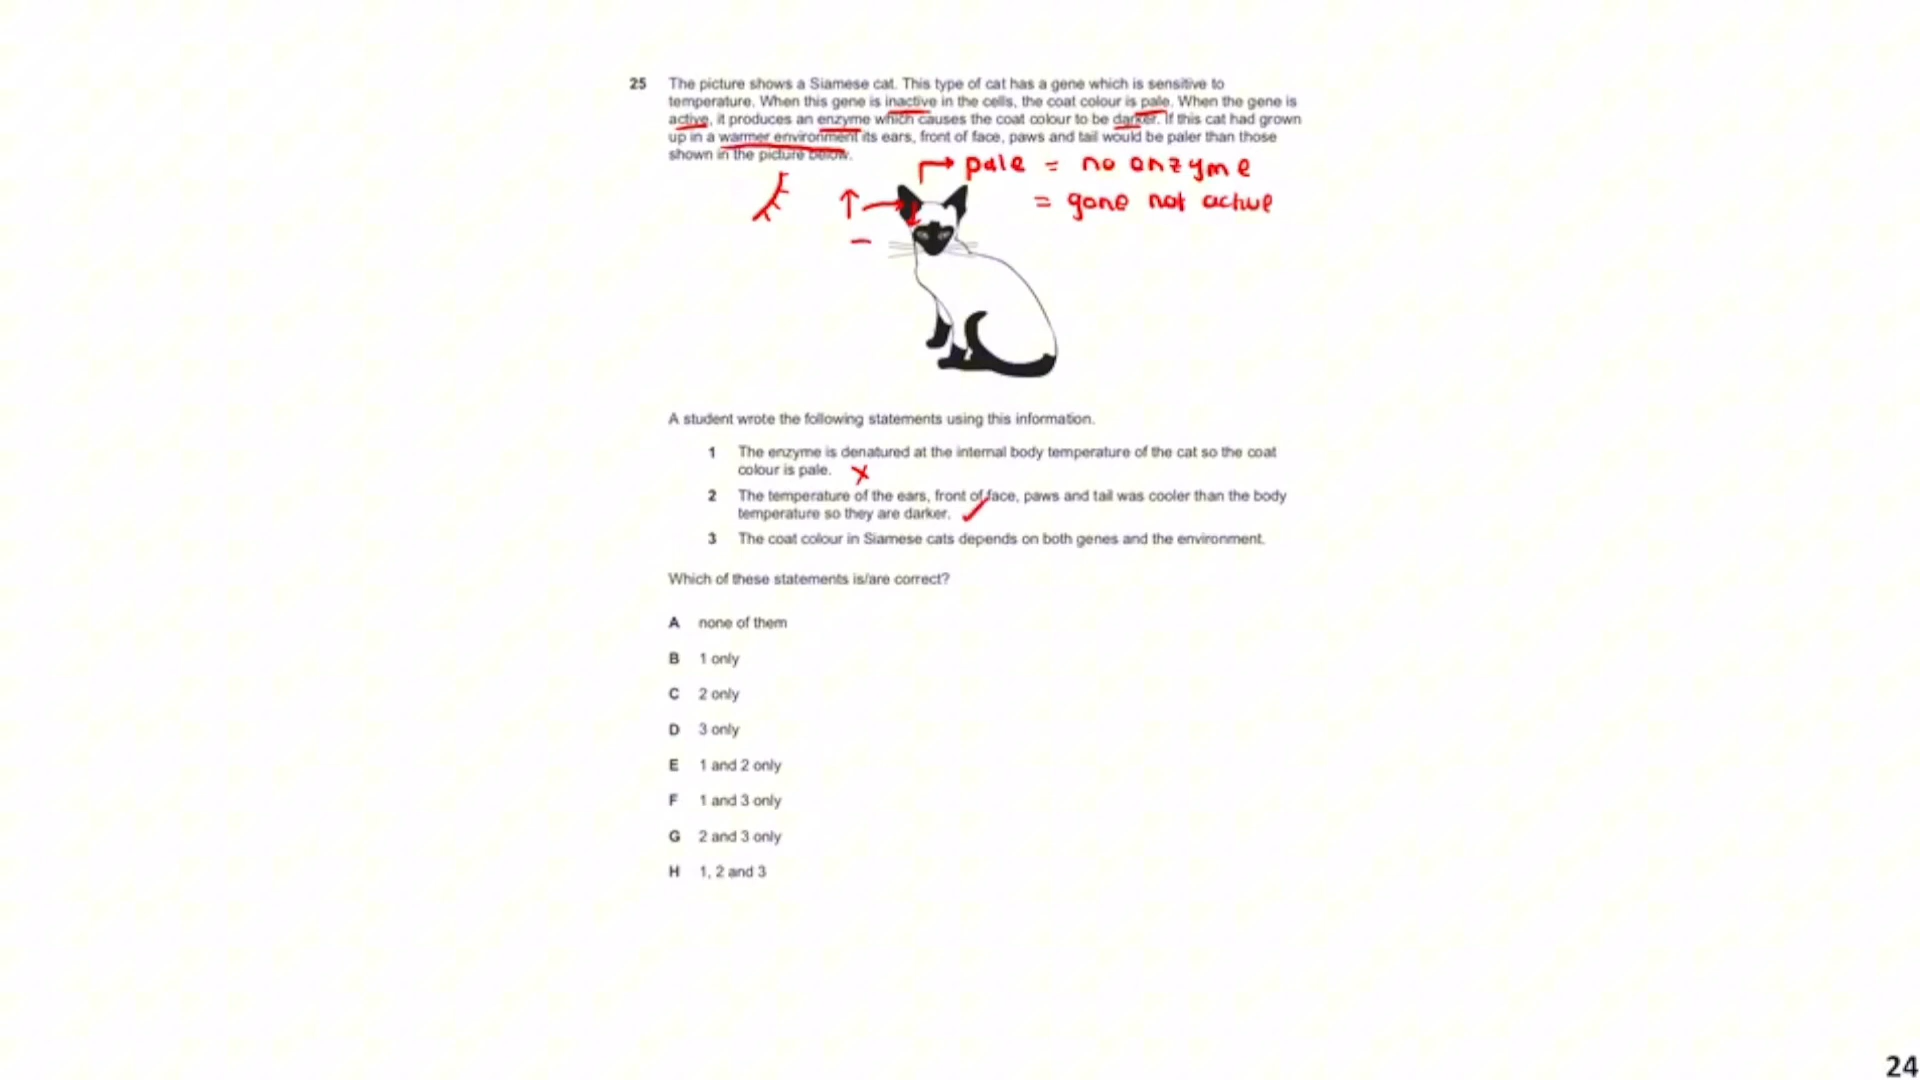 25 The picture shows a Siamese cat. This type of cat has a gene which is sensitive to
temperature. When this gene is inactive in the cells, the coat colour is pale. When the gene is
active, it produces an enzyme which causes the coat colour to be darker. If this cat had grown
up in a warmer environment its ears, front of face, paws and tail would be paler than those
shown in the picture below.
pale = no enzyme
= gene not active
A student wrote the following statements using this information.
1 The enzyme is denatured at the internal body temperature of the cat so the coat
colour is pale.
2 The temperature of the ears, front of face, paws and tail was cooler than the body
temperature so they are darker.
3 The coat colour in Siamese cats depends on both genes and the environment.
Which of these statements is/are correct?
A none of them
B 1 only
C 2 only
D 3 only
E 1 and 2 only
F 1 and 3 only
G 2 and 3 only
H 1, 2 and 3
24